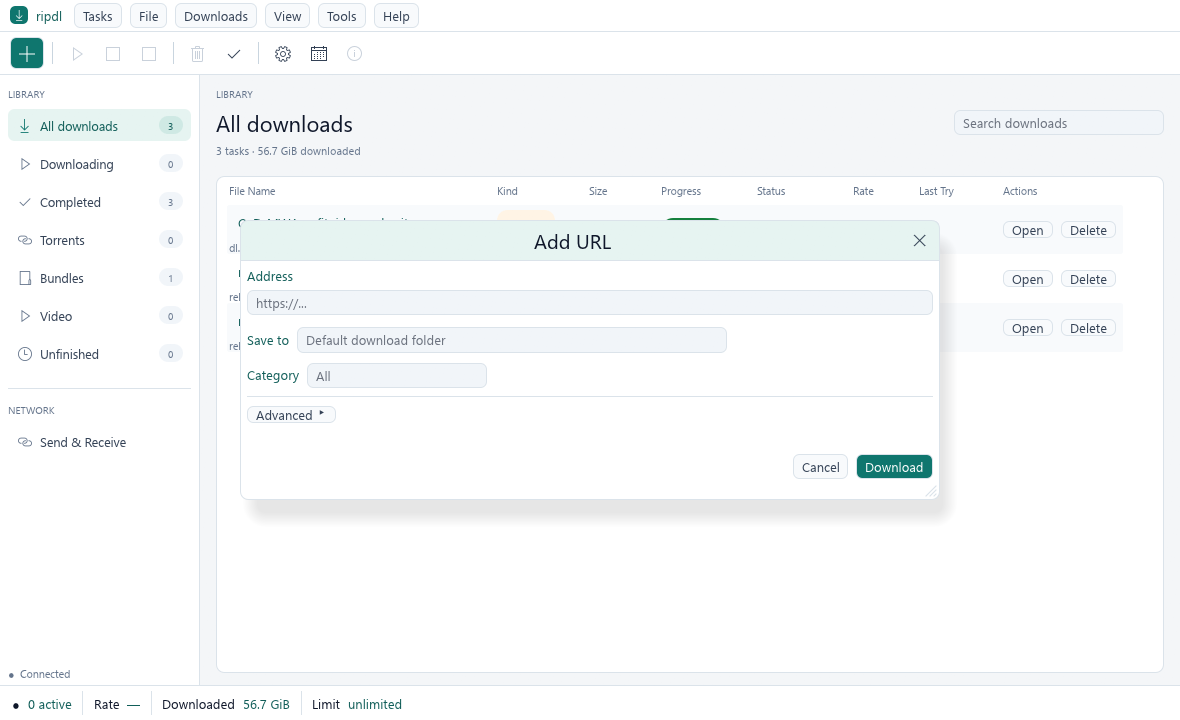 ripdl Tasks File Downloads View Tools Help
LIBRARY
All downloads 3
Downloading 0
Completed 3
Torrents 0
Bundles 1
Video 0
Unfinished 0
NETWORK
Send & Receive
Connected
LIBRARY
All downloads
Search downloads
3 tasks · 56.7 GiB downloaded
File Name Kind Size Progress Status Rate Last Try Actions
Open Delete
Open Delete
Open Delete
Add URL
Address
https://...
Save to Default download folder
Category All
Advanced
Cancel Download
0 active Rate — Downloaded 56.7 GiB Limit unlimited